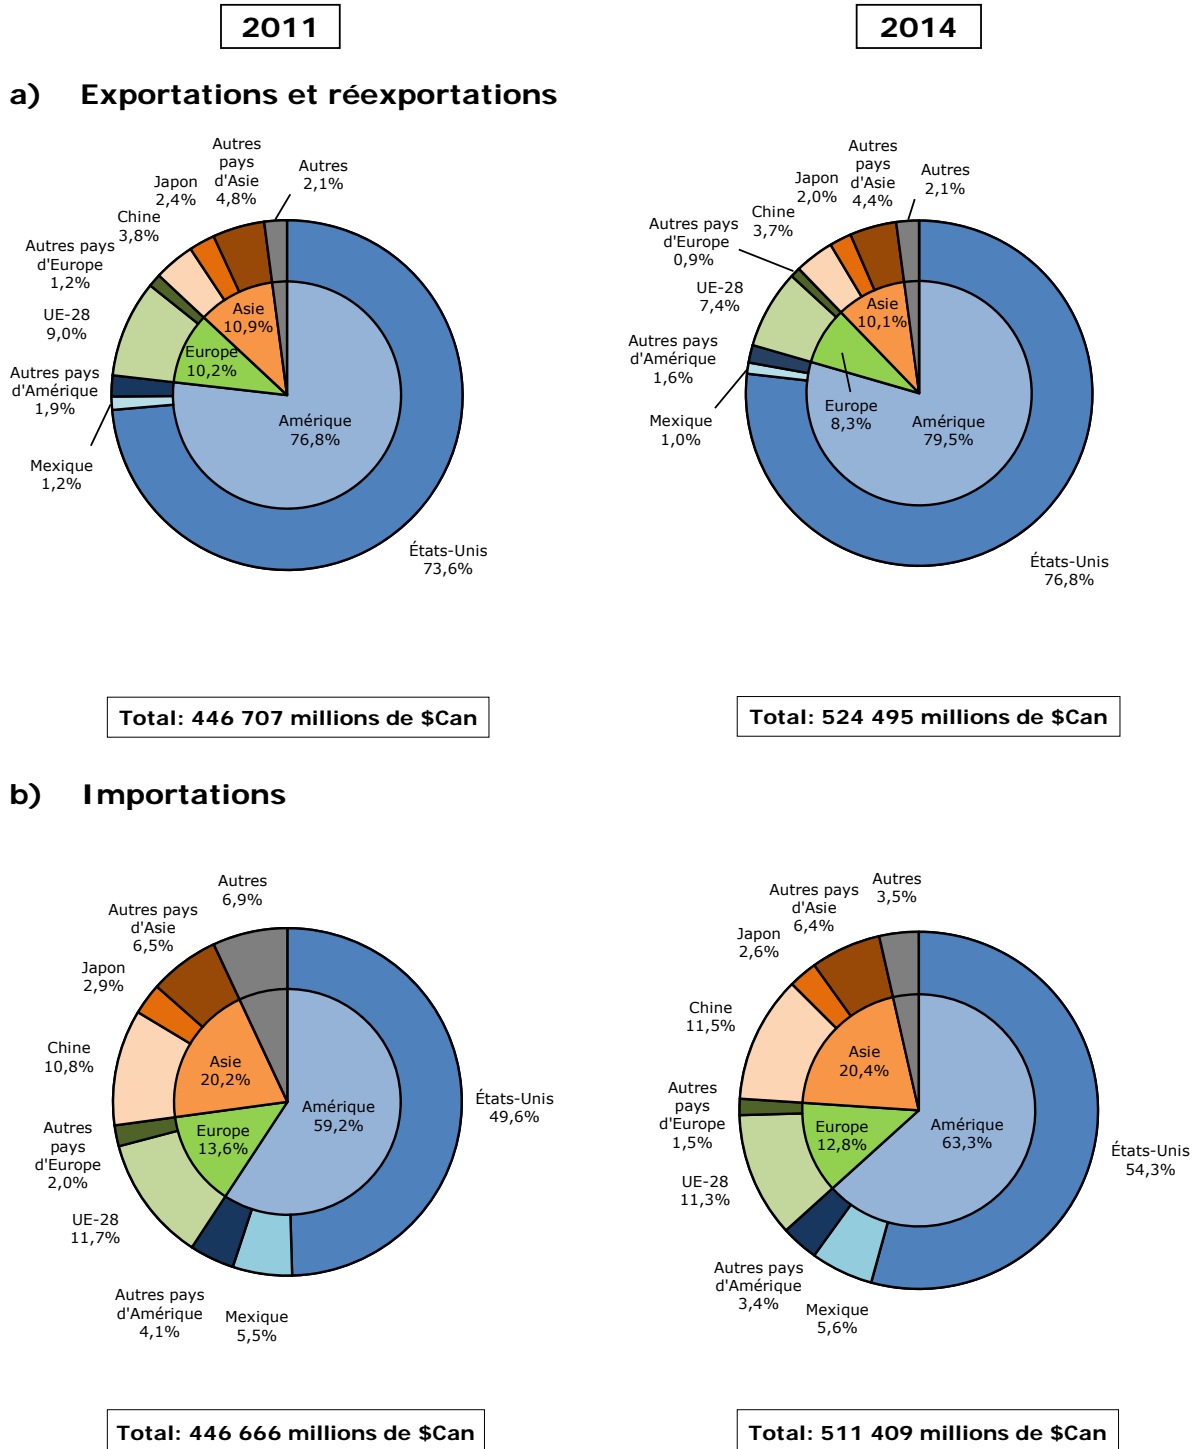 2011
2014
a) Exportations et réexportations
Autres
pays
d'Asie
4,8%
Autres
2,1%
Japon
2,4%
Chine
3,8%
Autres pays
d'Europe
1,2%
UE-28
9,0%
Autres pays
d'Amérique
1,9%
Mexique
1,2%
Asie
10,9%
Europe
10,2%
Amérique
76,8%
États-Unis
73,6%
Autres
pays
d'Asie
4,4%
Autres
2,1%
Japon
2,0%
Chine
3,7%
Autres pays
d'Europe
0,9%
UE-28
7,4%
Autres pays
d'Amérique
1,6%
Mexique
1,0%
Asie
10,1%
Europe
8,3%
Amérique
79,5%
États-Unis
76,8%
Total: 446 707 millions de $Can
Total: 524 495 millions de $Can
b) Importations
Autres
6,9%
Autres pays
d'Asie
6,5%
Japon
2,9%
Chine
10,8%
Autres
pays
d'Europe
2,0%
UE-28
11,7%
Autres pays
d'Amérique
4,1%
Mexique
5,5%
Asie
20,2%
Europe
13,6%
Amérique
59,2%
États-Unis
49,6%
Autres
3,5%
Autres pays
d'Asie
6,4%
Japon
2,6%
Chine
11,5%
Autres
pays
d'Europe
1,5%
UE-28
11,3%
Autres pays
d'Amérique
3,4%
Mexique
5,6%
Asie
20,4%
Europe
12,8%
Amérique
63,3%
États-Unis
54,3%
Total: 446 666 millions de $Can
Total: 511 409 millions de $Can